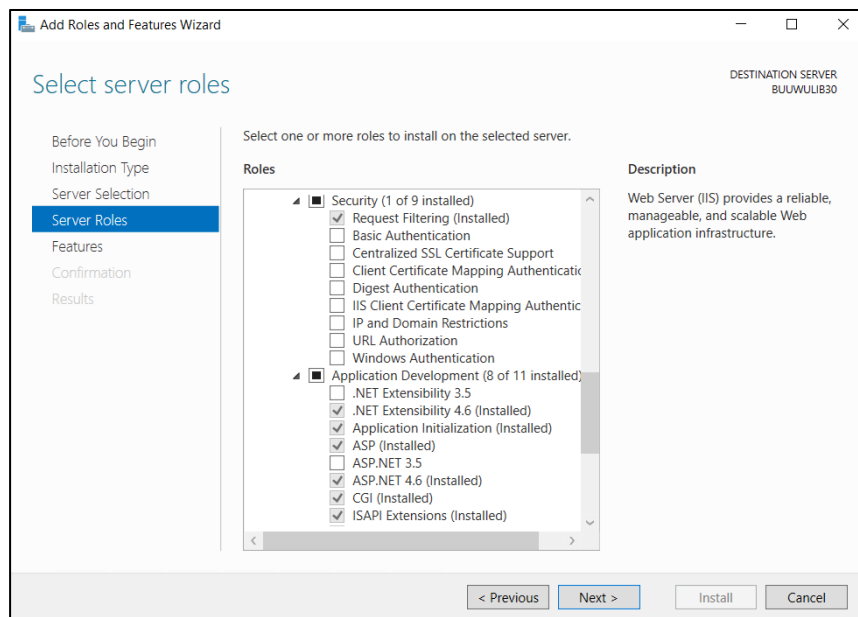 Add Roles and Features Wizard
Select server roles
DESTINATION SERVER
BUUWULIB30
Before You Begin
Installation Type
Server Selection
Server Roles
Features
Confirmation
Results
Select one or more roles to install on the selected server.
Roles
Security (1 of 9 installed)
Request Filtering (Installed)
Basic Authentication
Centralized SSL Certificate Support
Client Certificate Mapping Authenticatic
Digest Authentication
IIS Client Certificate Mapping Authentic
IP and Domain Restrictions
URL Authorization
Windows Authentication
Application Development (8 of 11 installed)
.NET Extensibility 3.5
.NET Extensibility 4.6 (Installed)
Application Initialization (Installed)
ASP (Installed)
ASP.NET 3.5
ASP.NET 4.6 (Installed)
CGI (Installed)
ISAPI Extensions (Installed)
Description
Web Server (IIS) provides a reliable,
manageable, and scalable Web
application infrastructure.
< Previous
Next >
Install
Cancel